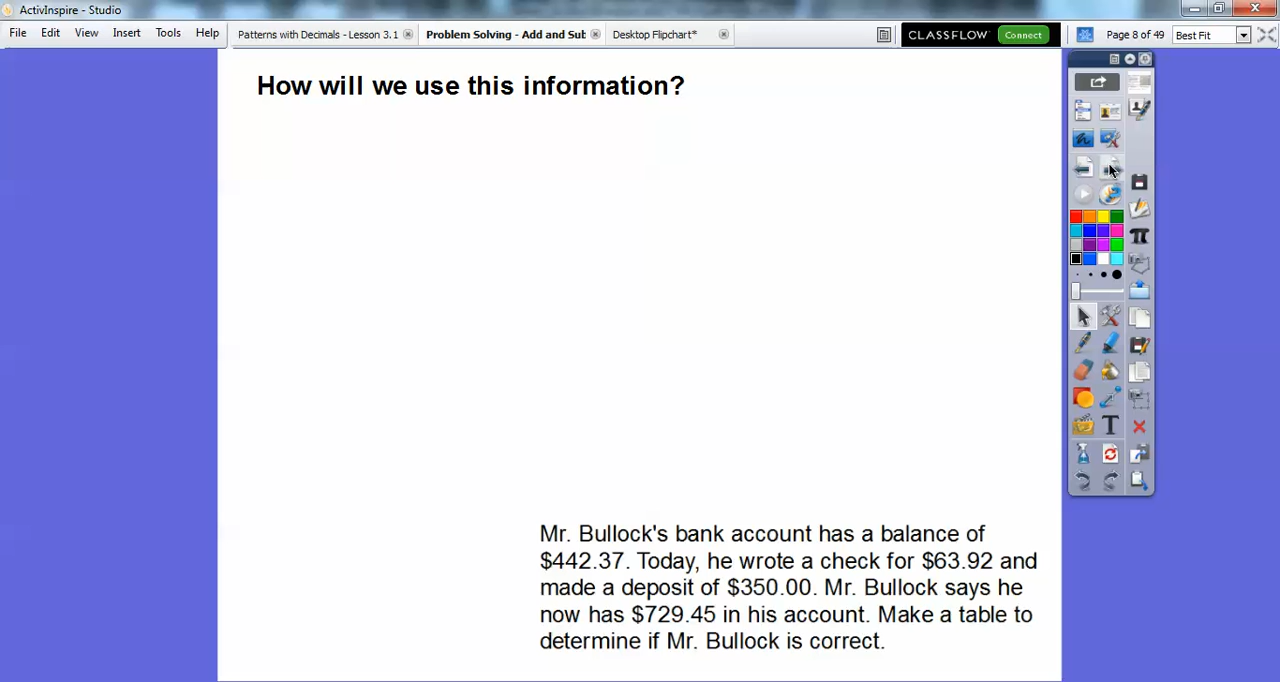 ActivInspire - Studio
File Edit View Insert Tools Help
Patterns with Decimals - Lesson 3.1
Problem Solving - Add and Sub
Desktop Flipchart*
CLASSFLOW Connect
Page 8 of 49
Best Fit
How will we use this information?
Mr. Bullock's bank account has a balance of
$442.37. Today, he wrote a check for $63.92 and
made a deposit of $350.00. Mr. Bullock says he
now has $729.45 in his account. Make a table to
determine if Mr. Bullock is correct.